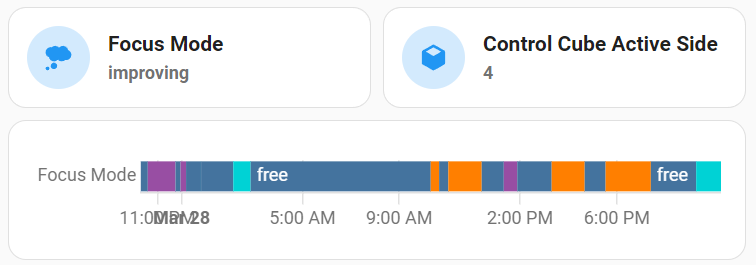 Focus Mode
improving
Control Cube Active Side
4
Focus Mode
free
free
11:00 PM
Mar 28
5:00 AM
9:00 AM
2:00 PM
6:00 PM